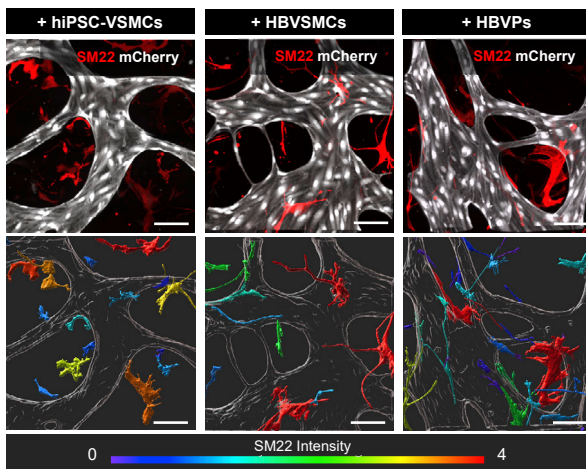 + hiPSC-VSMCs
+ HBVSMCs
+ HBVPs
SM22 mCherry
SM22 mCherry
SM22 mCherry
SM22 Intensity
0
4